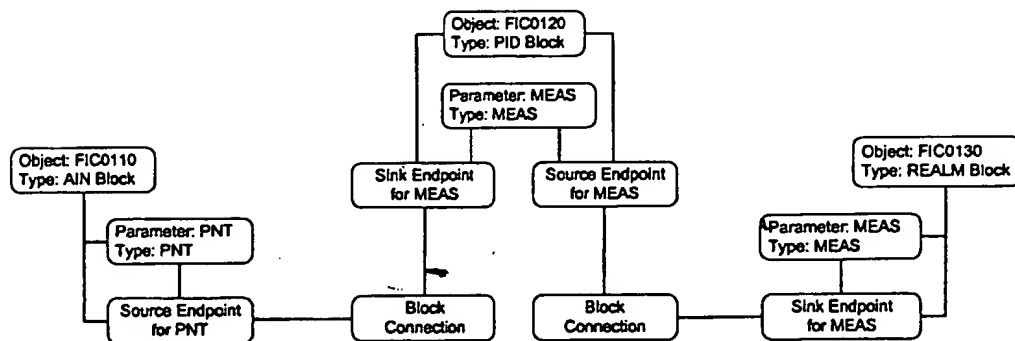 Object: FIC0120
Type: PID Block
Parameter: MEAS
Type: MEAS
Object: FIC0110
Type: AIN Block
Sink Endpoint
for MEAS
Source Endpoint
for MEAS
Object: FIC0130
Type: REALM Block
Parameter: PNT
Type: PNT
Parameter: MEAS
Type: MEAS
Source Endpoint
for PNT
Block
Connection
Block
Connection
Sink Endpoint
for MEAS